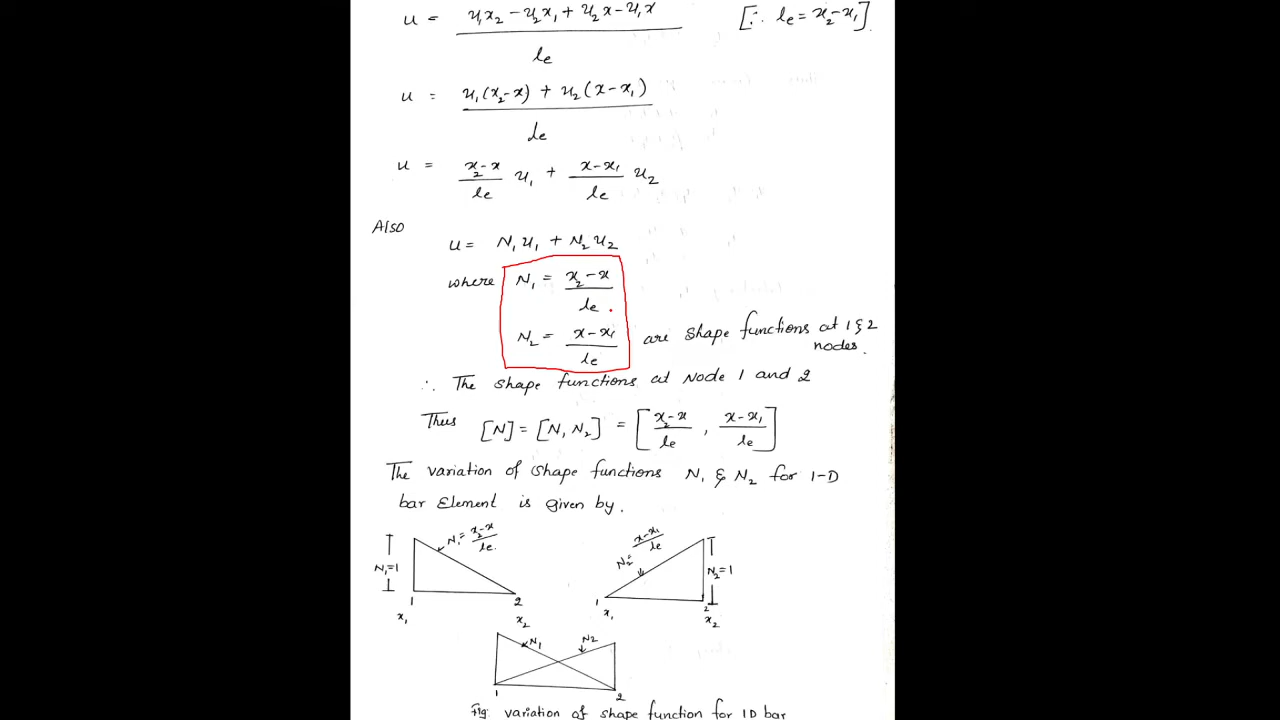 u = u₁x₂ - u₂x₁ + u₂x - u₁x / le [∵ le = x₂ - x₁].
u = u₁(x₂-x) + u₂(x-x₁) / le
u = x₂-x / le u₁ + x-x₁ / le u₂
Also
u = N₁u₁ + N₂u₂
where N₁ = x₂-x / le .
N₂ = x-x₁ / le are shape functions at 1 & 2 nodes.
∴ The shape functions at Node 1 and 2
Thus [N] = [N₁ N₂] = [x₂-x / le , x-x₁ / le]
The variation of shape functions N₁ & N₂ for 1-D
bar Element is given by.
N₁ = x₂-x / le.
N₁=1
1 2
x₁ x₂
N₂ = x-x₁ / le
N₂=1
1 2
x₁ x₂
N₁ N2
1 2
Fig: variation of shape function for 1D bar